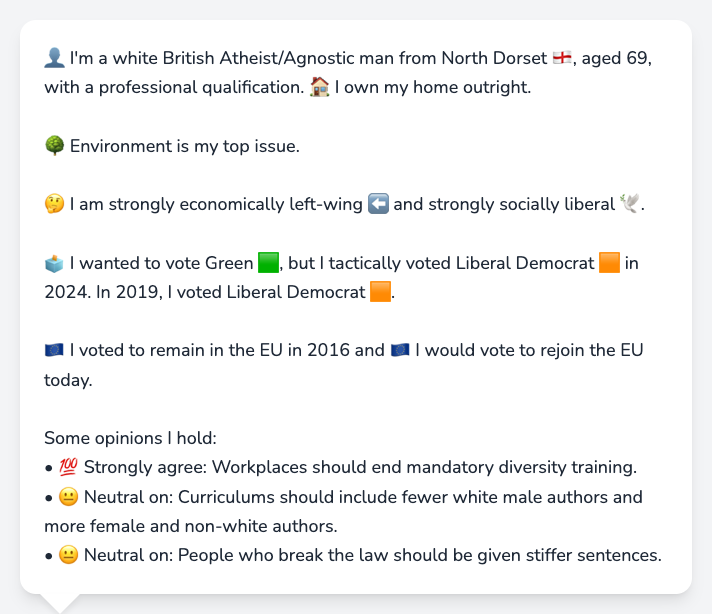 👤 I'm a white British Atheist/Agnostic man from North Dorset 🏴󠁧󠁢󠁥󠁮󠁧󠁿, aged 69,
with a professional qualification. 🏠 I own my home outright.
🌳 Environment is my top issue.
🤔 I am strongly economically left-wing ⬅️ and strongly socially liberal 🕊️.
🗳️ I wanted to vote Green 🟩, but I tactically voted Liberal Democrat 🟧 in
2024. In 2019, I voted Liberal Democrat 🟧.
🇪🇺 I voted to remain in the EU in 2016 and 🇪🇺 I would vote to rejoin the EU
today.
Some opinions I hold:
• 💯 Strongly agree: Workplaces should end mandatory diversity training.
• 😐 Neutral on: Curriculums should include fewer white male authors and
more female and non-white authors.
• 😐 Neutral on: People who break the law should be given stiffer sentences.